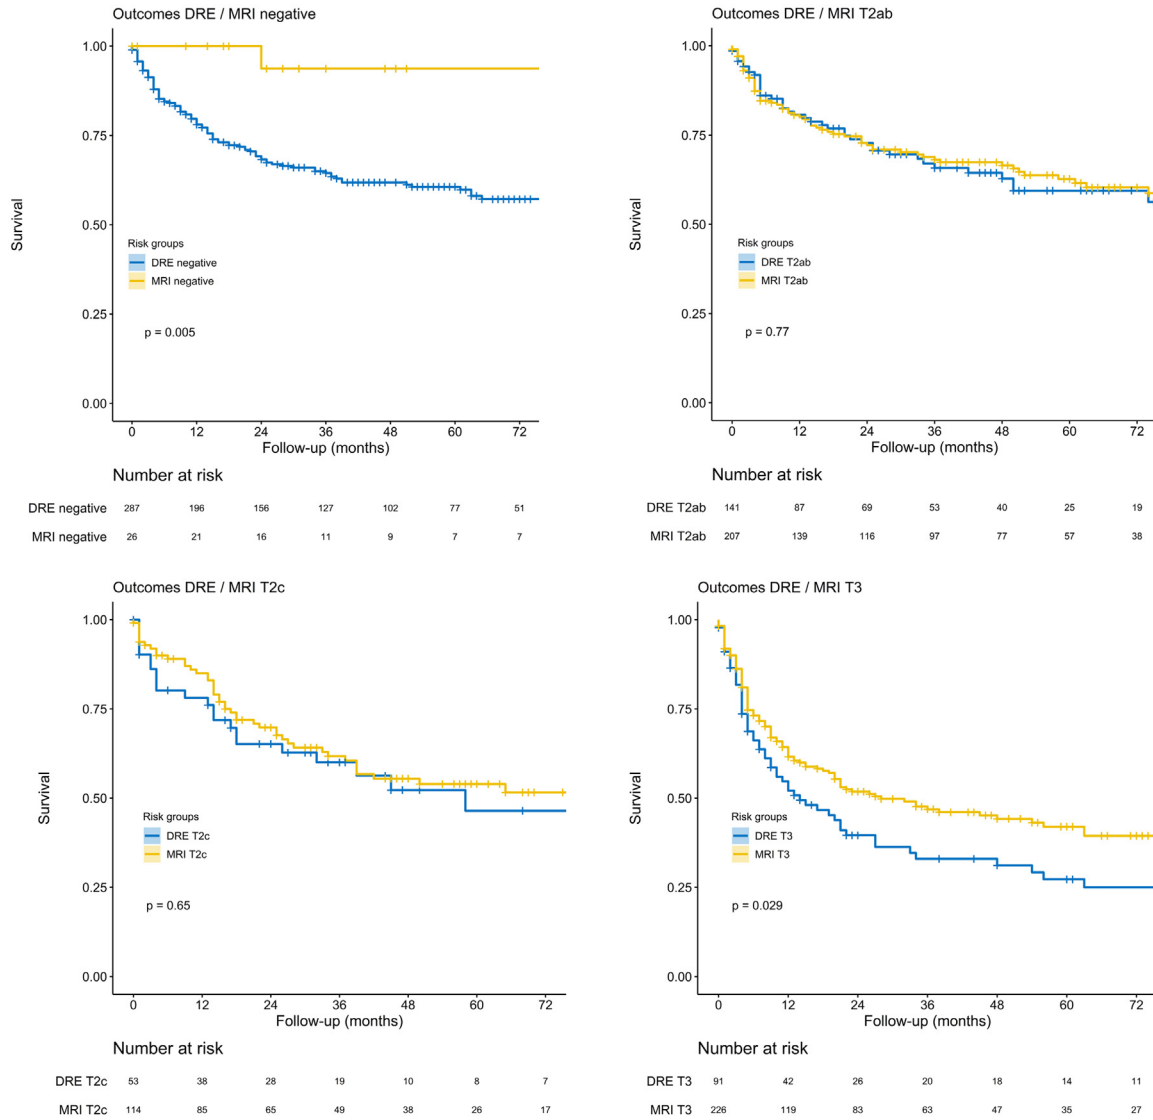 Outcomes DRE / MRI negative
1.00
0.75
0.50
0.25
0.00
Survival
Risk groups
DRE negative
MRI negative
p = 0.005
0 12 24 36 48 60 72
Follow-up (months)
Number at risk
DRE negative 287 196 156 127 102 77 51
MRI negative 26 21 16 11 9 7 7
Outcomes DRE / MRI T2ab
1.00
0.75
0.50
0.25
0.00
Survival
Risk groups
DRE T2ab
MRI T2ab
p = 0.77
0 12 24 36 48 60 72
Follow-up (months)
Number at risk
DRE T2ab 141 87 69 53 40 25 19
MRI T2ab 207 139 116 97 77 57 38
Outcomes DRE / MRI T2c
1.00
0.75
0.50
0.25
0.00
Survival
Risk groups
DRE T2c
MRI T2c
p = 0.65
0 12 24 36 48 60 72
Follow-up (months)
Number at risk
DRE T2c 53 38 28 19 10 8 7
MRI T2c 114 85 65 49 38 26 17
Outcomes DRE / MRI T3
1.00
0.75
0.50
0.25
0.00
Survival
Risk groups
DRE T3
MRI T3
p = 0.029
0 12 24 36 48 60 72
Follow-up (months)
Number at risk
DRE T3 91 42 26 20 18 14 11
MRI T3 226 119 83 63 47 35 27